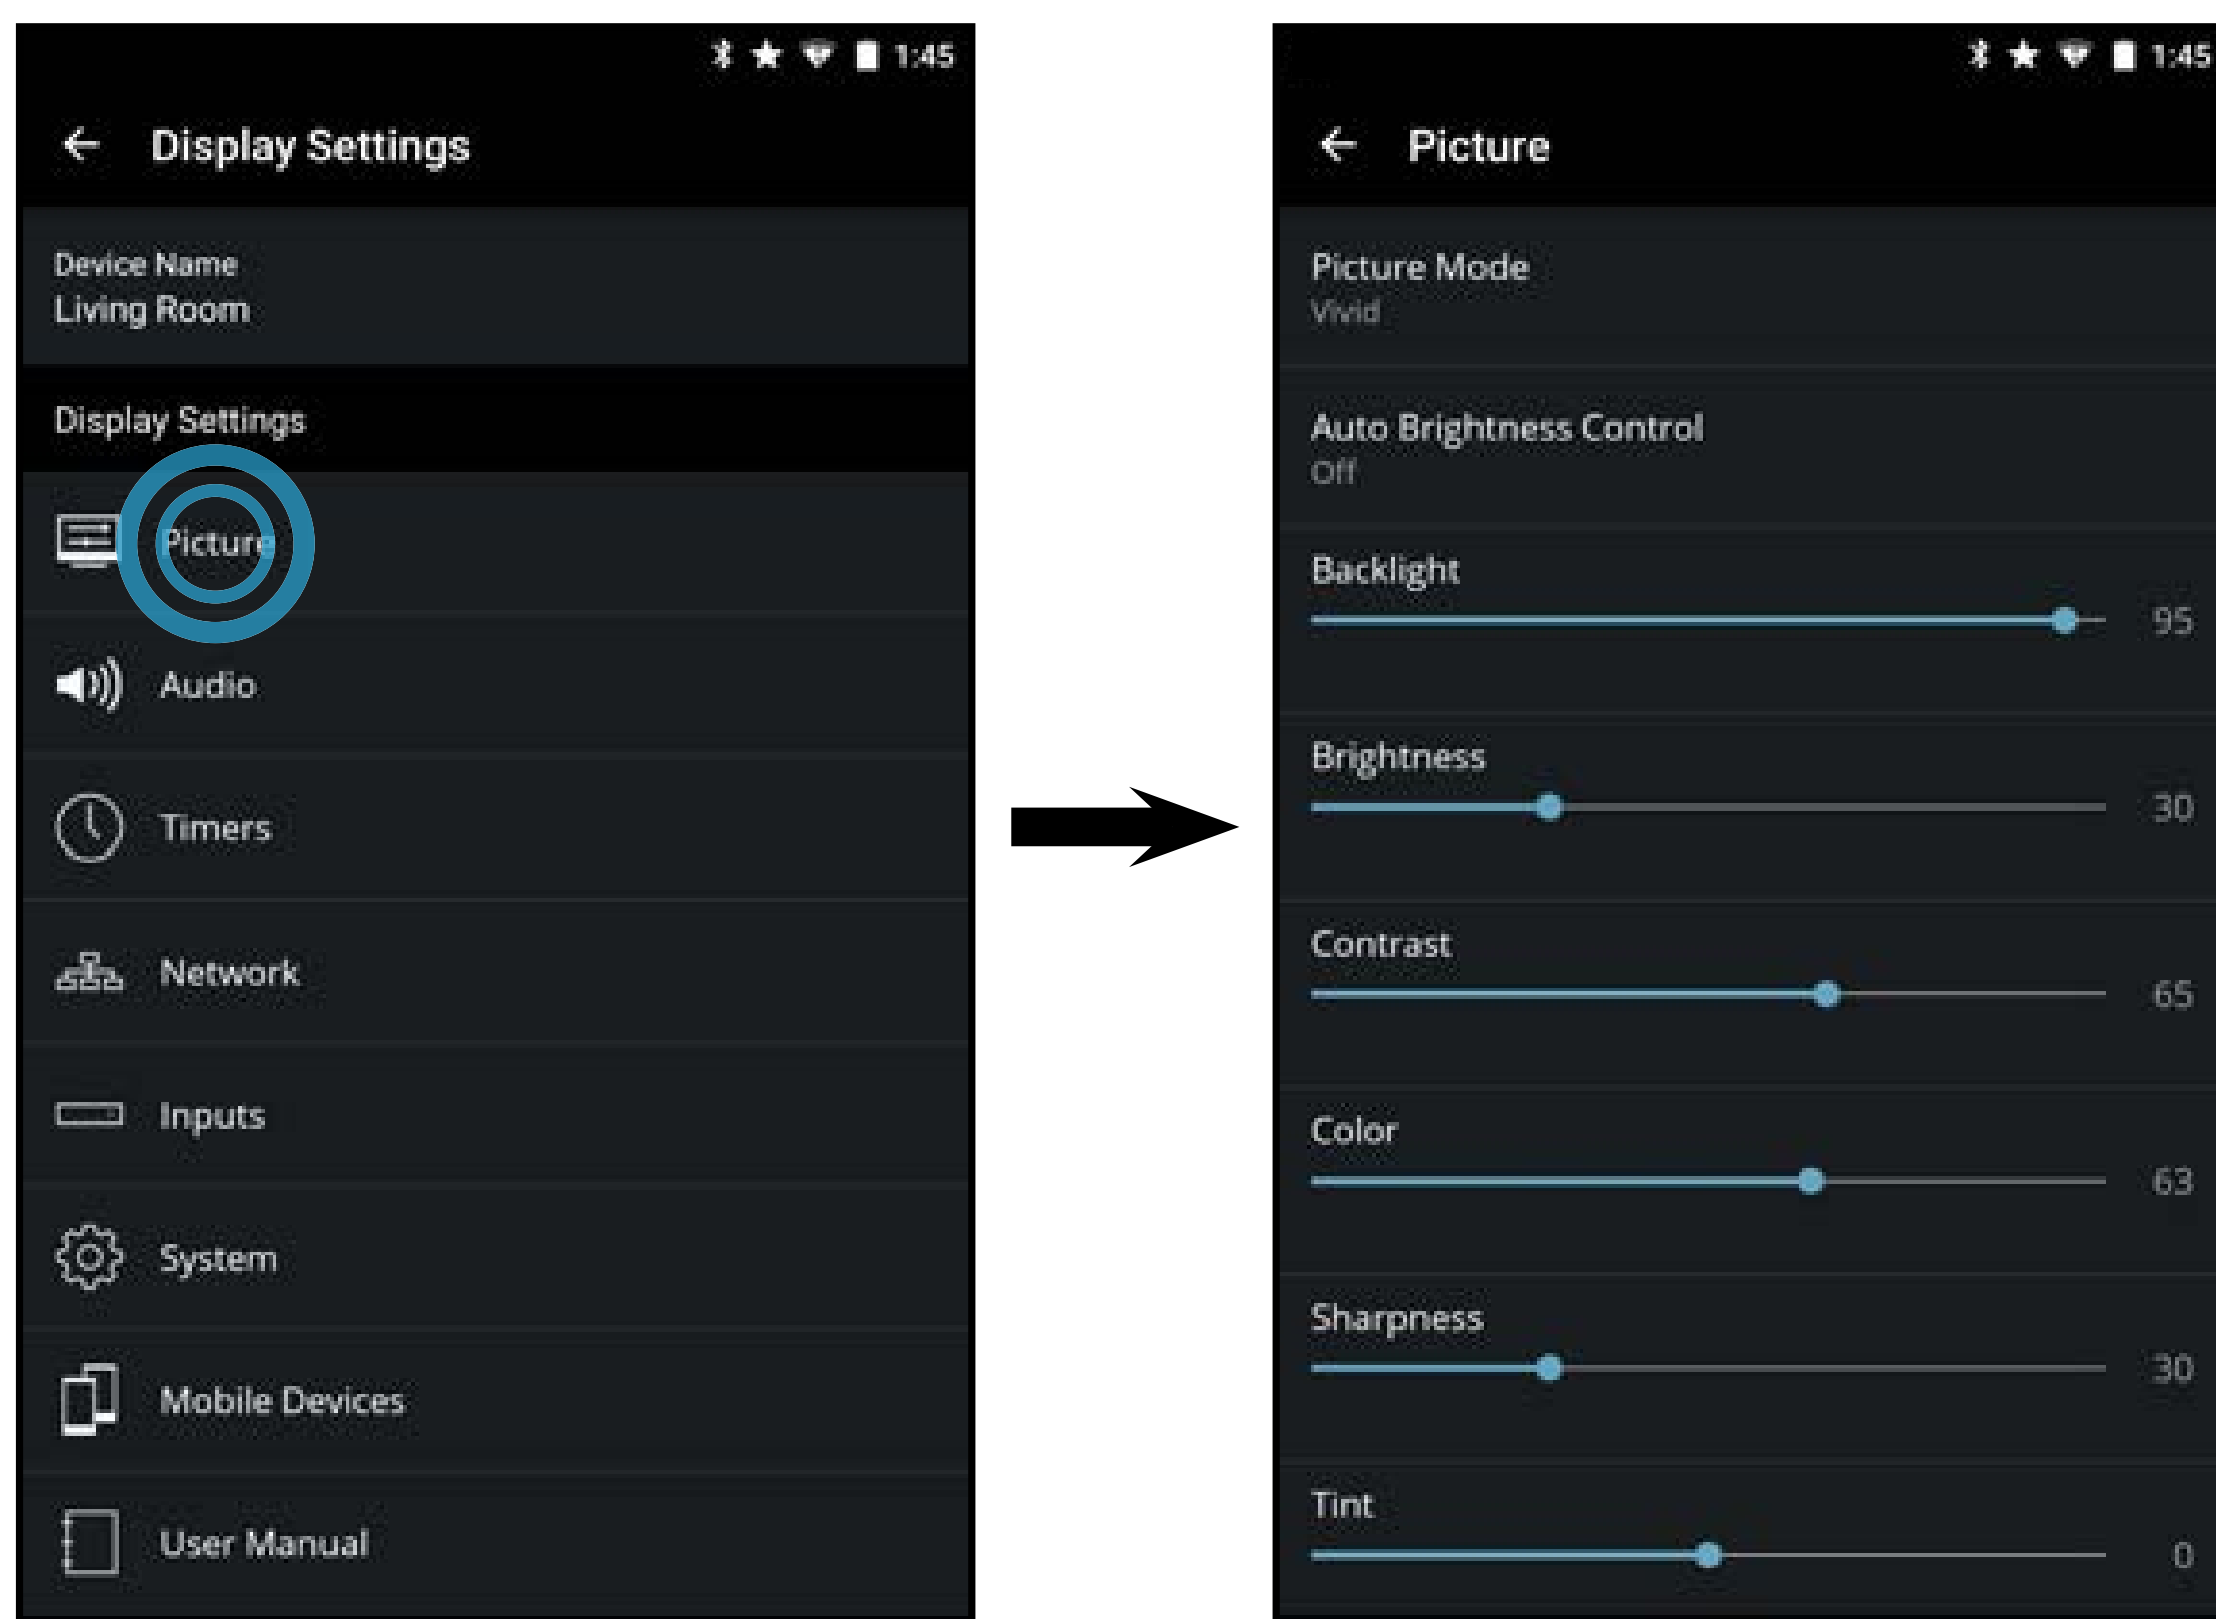 1:45
Display Settings
Device Name
Living Room
Display Settings
Picture
Audio
Timers
Network
Inputs
System
Mobile Devices
User Manual
1:45
Picture
Picture Mode
Vivid
Auto Brightness Control
Off
Backlight
95
Brightness
30
Contrast
65
Color
63
Sharpness
30
Tint
0